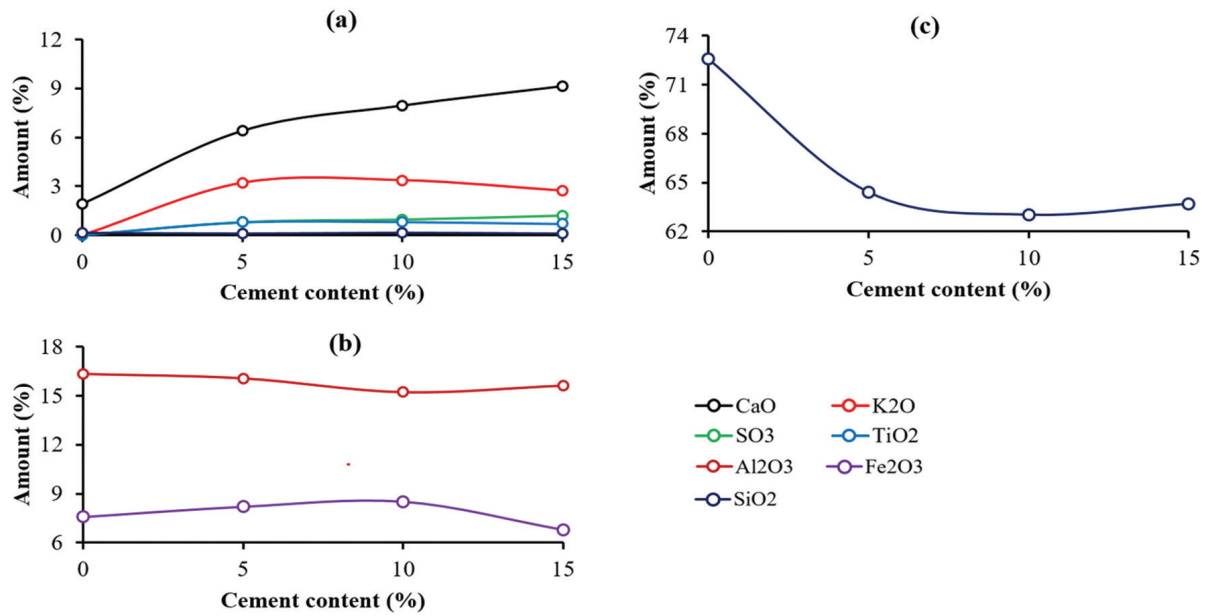 (a)
12
9
6
3
0
Amount (%)
0 5 10 15
Cement content (%)
(c)
74
71
68
65
62
Amount (%)
0 5 10 15
Cement content (%)
(b)
18
15
12
9
6
Amount (%)
0 5 10 15
Cement content (%)
CaO K2O
SO3 TiO2
Al2O3 Fe2O3
SiO2